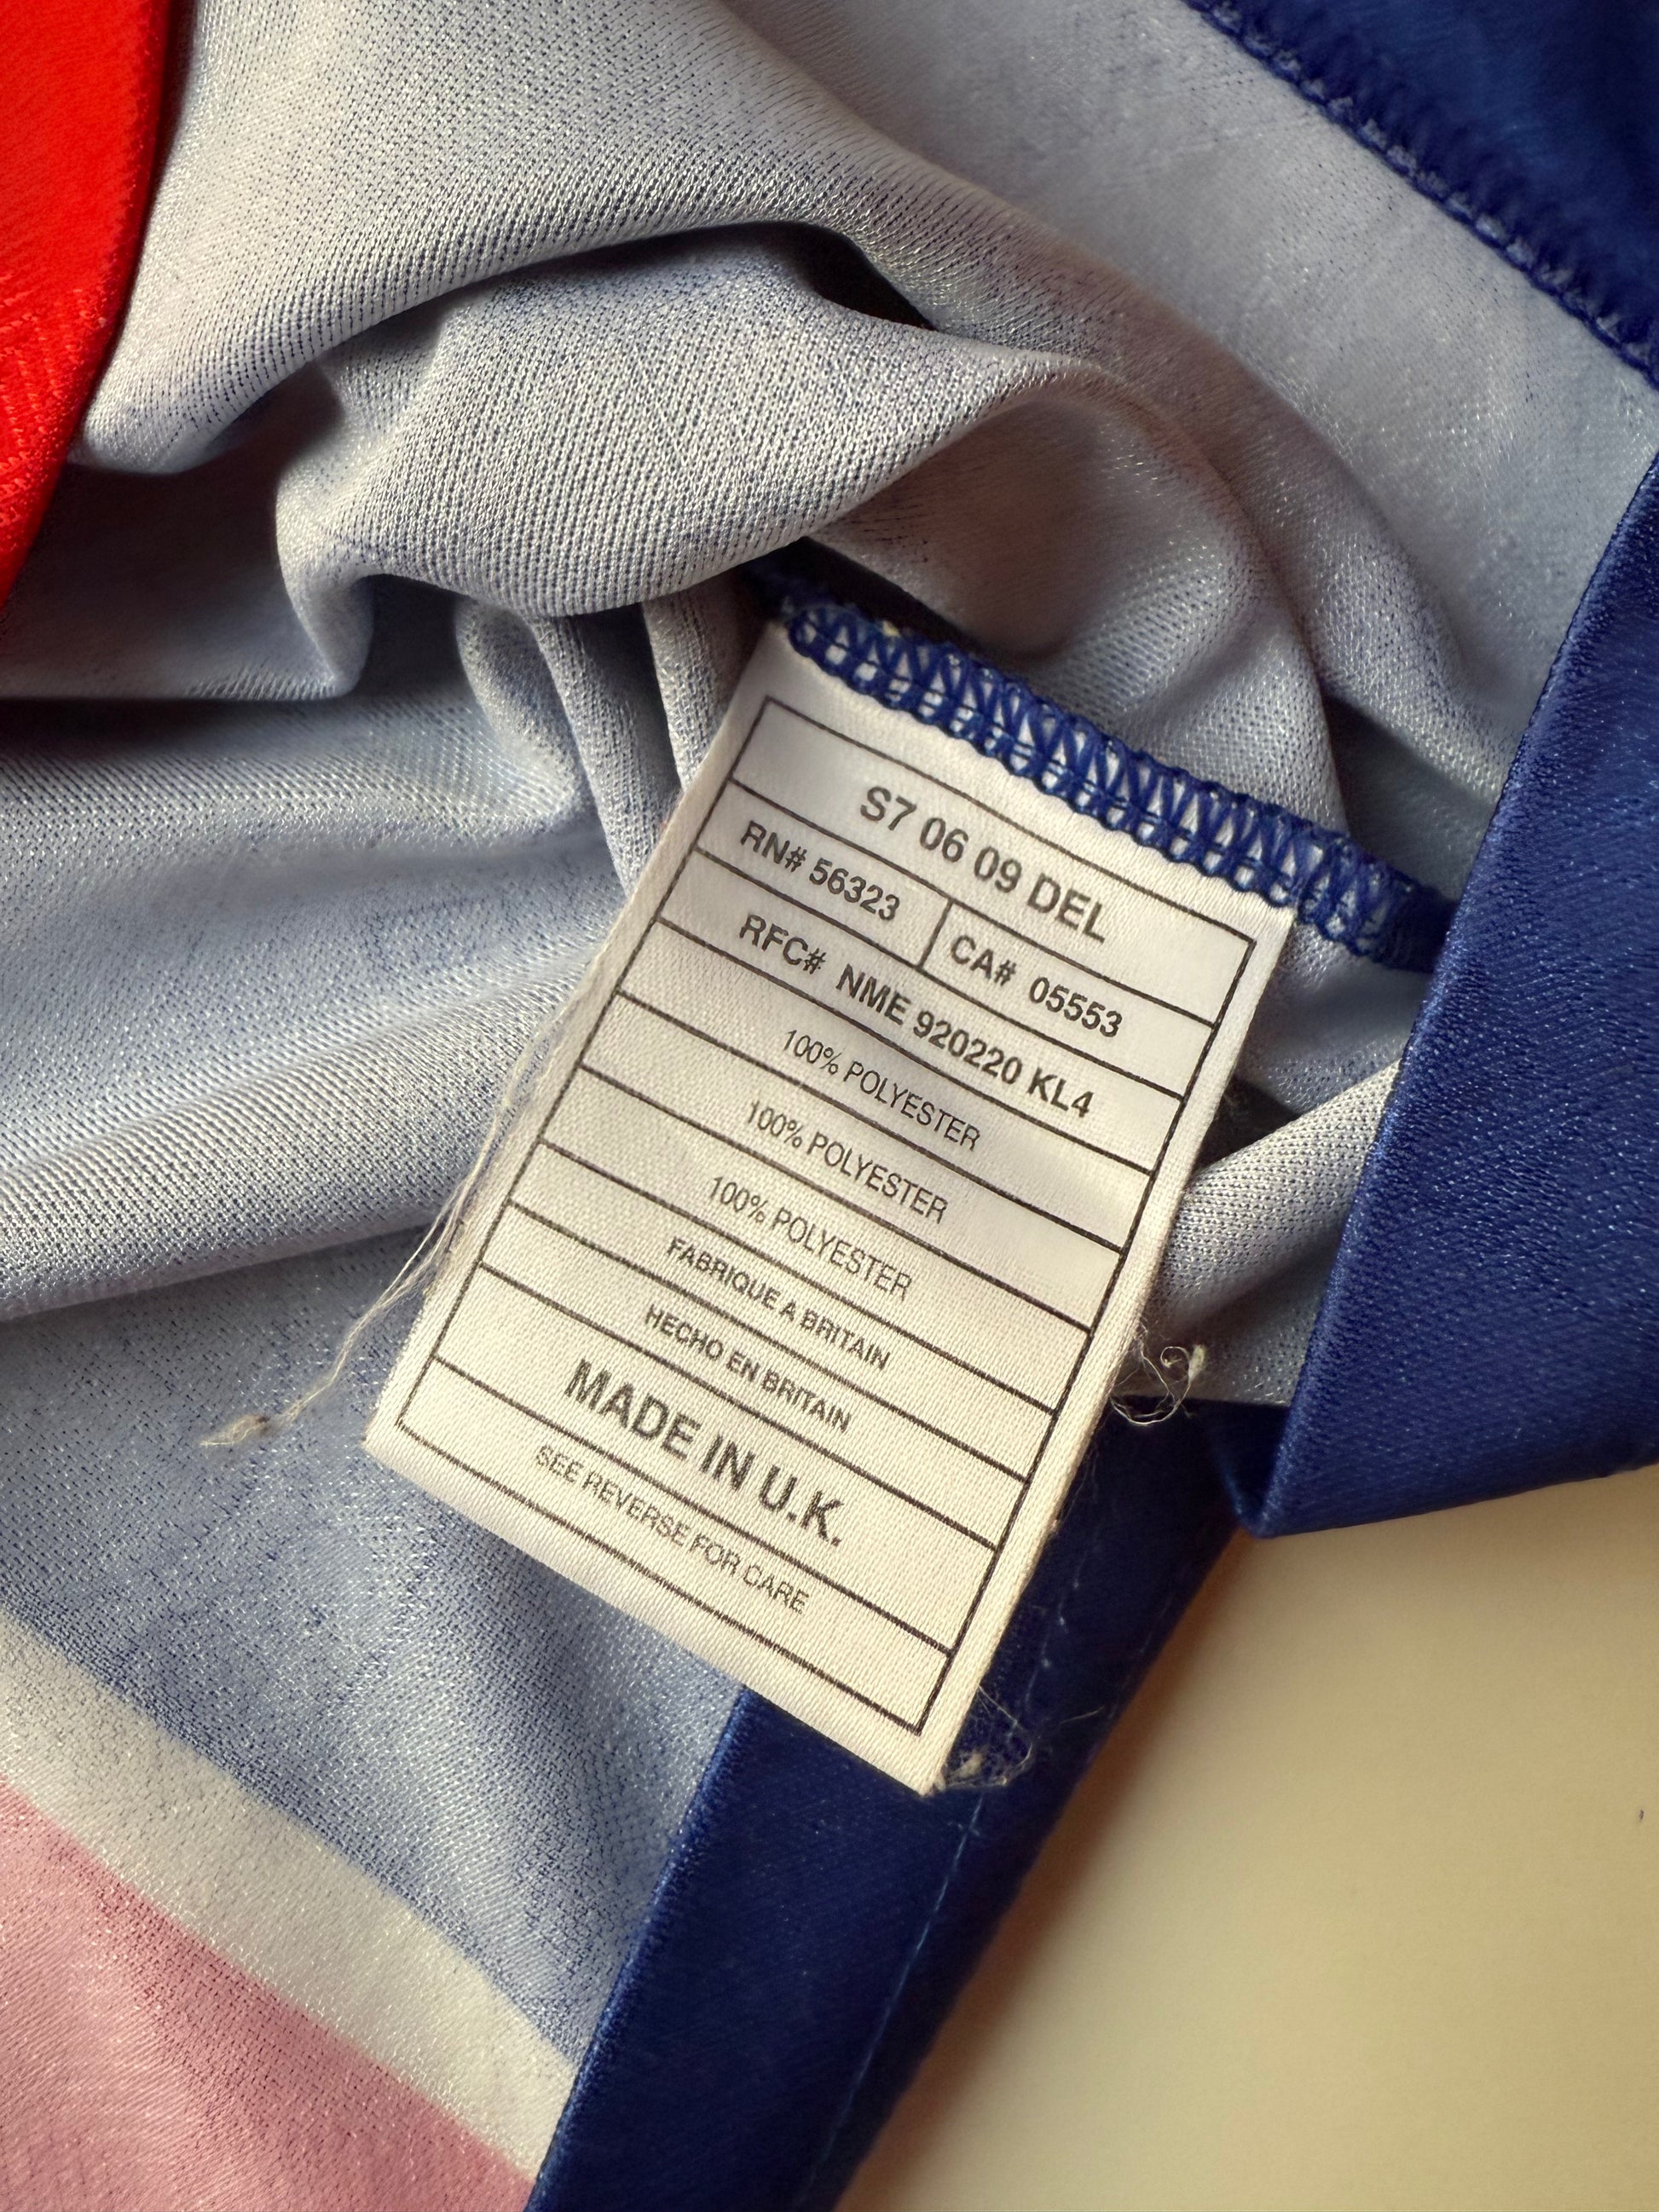 S7 06 09 DEL
RN# 56323 CA# 05553
RFC# NME 920220 KL4
100% POLYESTER
100% POLYESTER
100% POLYESTER
FABRIQUE A BRITAIN
HECHO EN BRITAIN
MADE IN U.K.
SEE REVERSE FOR CARE